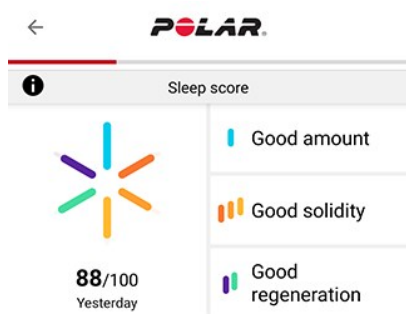 POLAR.
Sleep score
Good amount
Good solidity
88/100
Yesterday
Good
regeneration